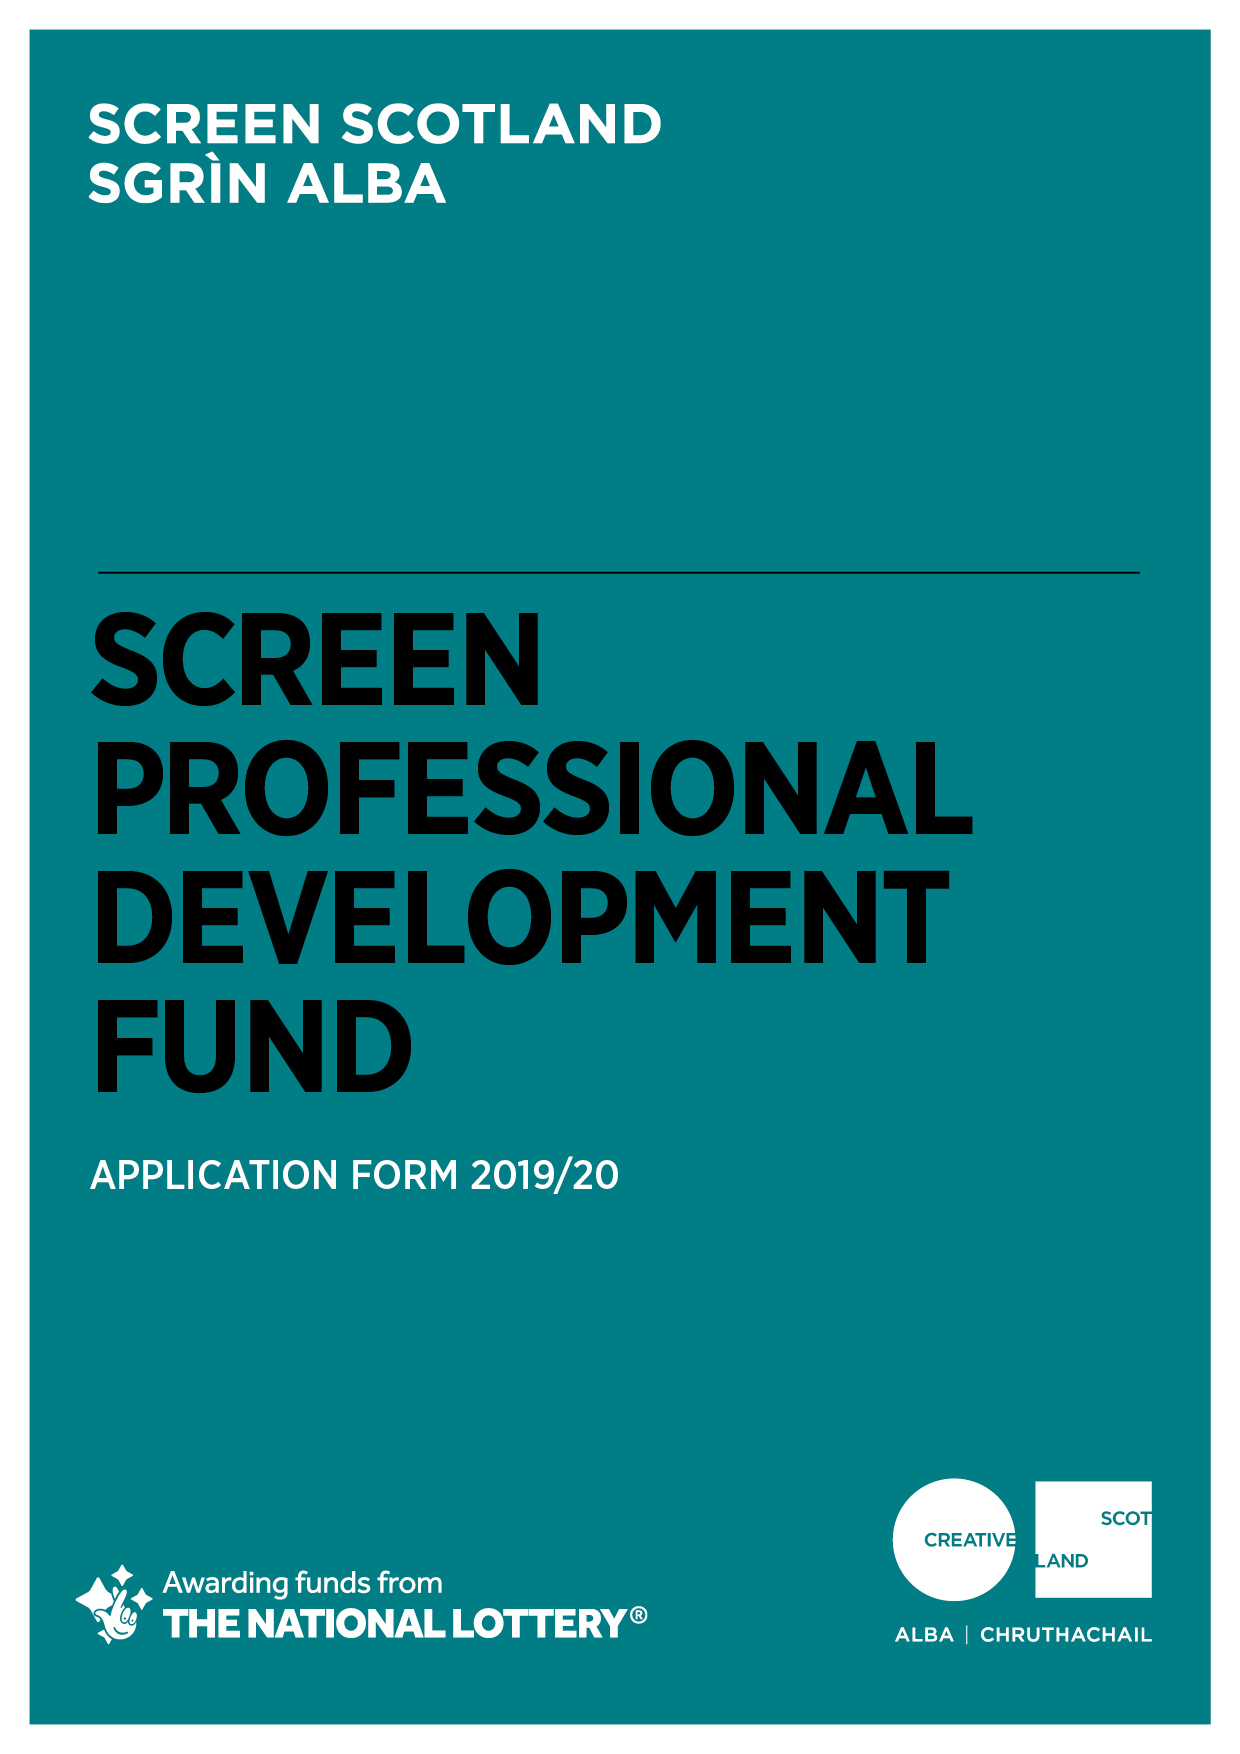 SCREEN SCOTLAND
SGRÌN ALBA
SCREEN
PROFESSIONAL
DEVELOPMENT
FUND
APPLICATION FORM 2019/20
Awarding funds from
THE NATIONAL LOTTERY®
CREATIVE
SCOT
LAND
ALBA | CHRUTHACHAIL